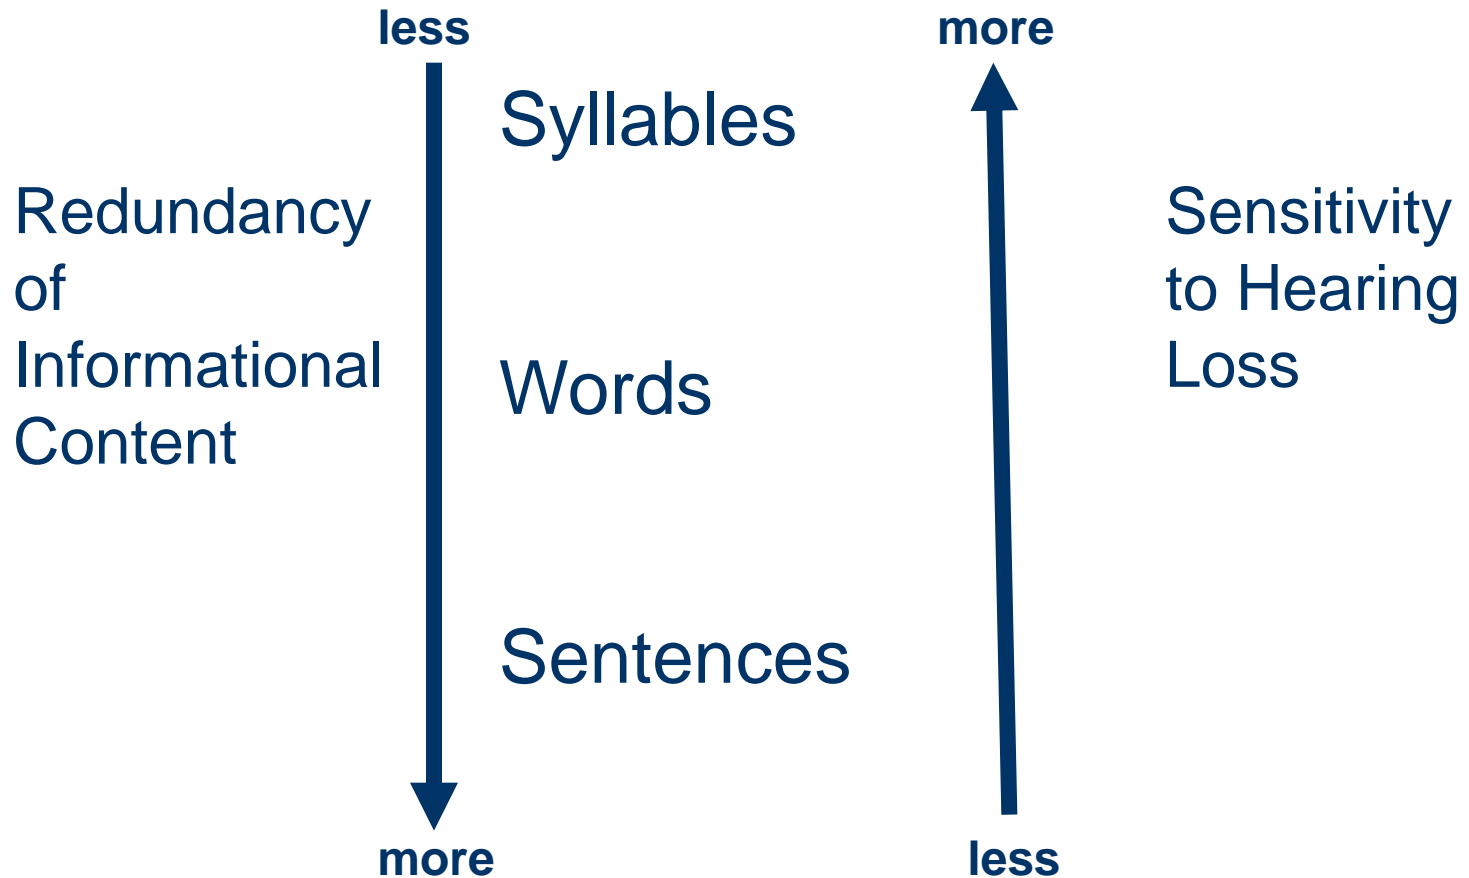 less
more
Syllables
Redundancy
of
Informational
Content
Sensitivity
to Hearing
Loss
Words
Sentences
more
less